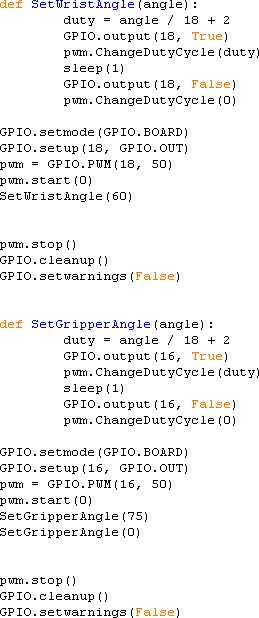 def SetWristAngle(angle):
        duty = angle / 18 + 2
        GPIO.output(18, True)
        pwm.ChangeDutyCycle(duty)
        sleep(1)
        GPIO.output(18, False)
        pwm.ChangeDutyCycle(0)

GPIO.setmode(GPIO.BOARD)
GPIO.setup(18, GPIO.OUT)
pwm = GPIO.PWM(18, 50)
pwm.start(0)
SetWristAngle(60)


pwm.stop()
GPIO.cleanup()
GPIO.setwarnings(False)


def SetGripperAngle(angle):
        duty = angle / 18 + 2
        GPIO.output(16, True)
        pwm.ChangeDutyCycle(duty)
        sleep(1)
        GPIO.output(16, False)
        pwm.ChangeDutyCycle(0)

GPIO.setmode(GPIO.BOARD)
GPIO.setup(16, GPIO.OUT)
pwm = GPIO.PWM(16, 50)
pwm.start(0)
SetGripperAngle(75)
SetGripperAngle(0)


pwm.stop()
GPIO.cleanup()
GPIO.setwarnings(False)